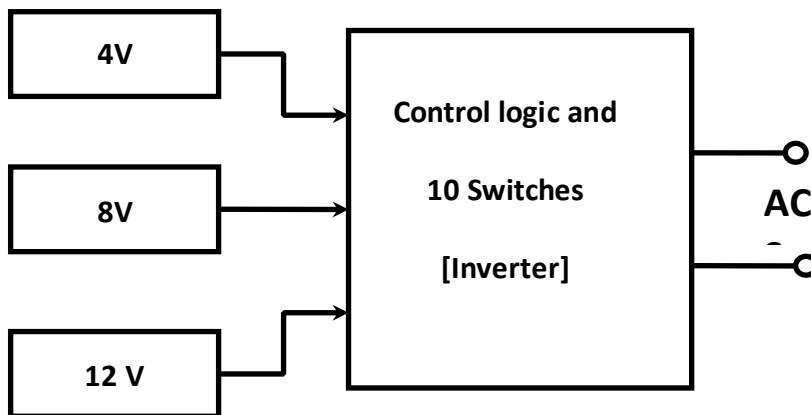 4V
8V
12 V
Control logic and
10 Switches
[Inverter]
AC